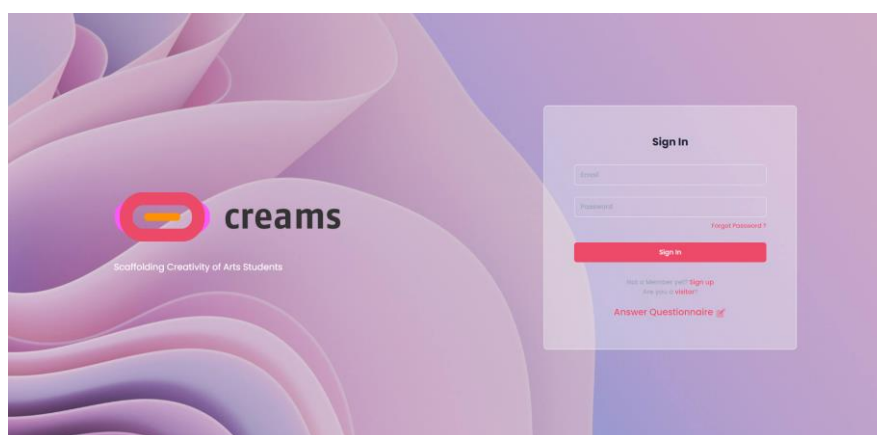 creams
Scaffolding Creativity of Arts Students
Sign In
Email
Password
Forgot Password ?
Sign In
Not a Member yet? Sign up
Are you a visitor?
Answer Questionnaire